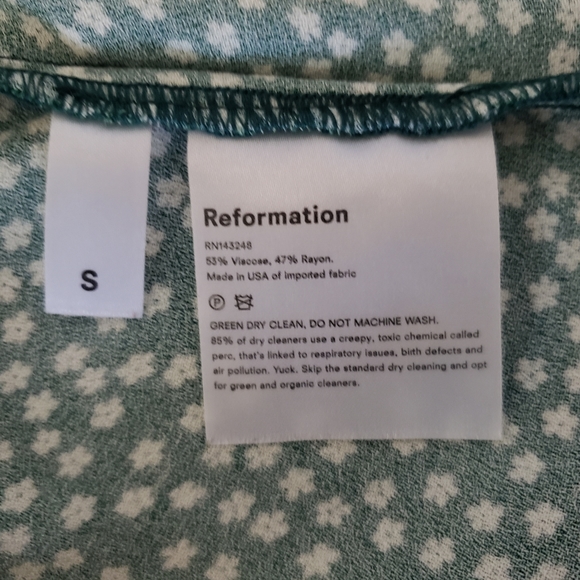 S
Reformation
RN143248
53% Viscose, 47% Rayon.
Made in USA of imported fabric
P
GREEN DRY CLEAN, DO NOT MACHINE WASH.
85% of dry cleaners use a creepy, toxic chemical called
perc, that's linked to respiratory issues, birth defects and
air pollution. Yuck. Skip the standard dry cleaning and opt
for green and organic cleaners.